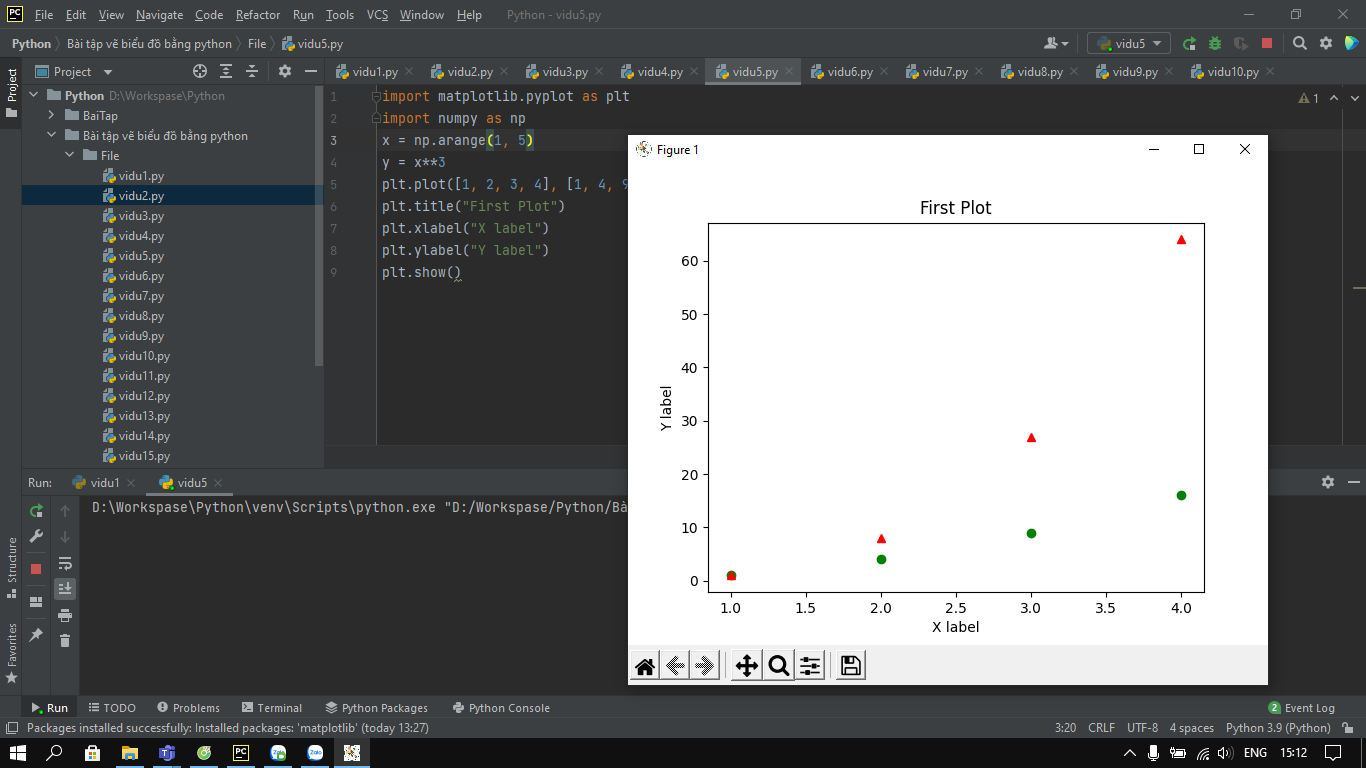 PC File Edit View Navigate Code Refactor Run Tools VCS Window Help Python - vidu5.py
Python Bài tập vẽ biểu đồ bằng python File vidu5.py vidu5
Project
Project
vidu1.py vidu2.py vidu3.py vidu4.py vidu5.py vidu6.py vidu7.py vidu8.py vidu9.py vidu10.py
Python D:\Workspase\Python
BaiTap
Bài tập vẽ biểu đồ bằng python
File
vidu1.py
vidu2.py
vidu3.py
vidu4.py
vidu5.py
vidu6.py
vidu7.py
vidu8.py
vidu9.py
vidu10.py
vidu11.py
vidu12.py
vidu13.py
vidu14.py
vidu15.py
1 import matplotlib.pyplot as plt
2 import numpy as np
3 x = np.arange(1, 5)
4 y = x**3
5 plt.plot([1, 2, 3, 4], [1, 4, 9
6 plt.title("First Plot")
7 plt.xlabel("X label")
8 plt.ylabel("Y label")
9 plt.show()
1
Figure 1
First Plot
60
50
40
30
20
10
0
Y label
1.0 1.5 2.0 2.5 3.0 3.5 4.0
X label
Run: vidu1 vidu5
D:\Workspase\Python\venv\Scripts\python.exe "D:/Workspase/Python/Bà
Structure
Favorites
Run TODO Problems Terminal Python Packages Python Console 2 Event Log
Packages installed successfully: Installed packages: 'matplotlib' (today 13:27) 3:20 CRLF UTF-8 4 spaces Python 3.9 (Python)
PC Zalo Zalo ENG 15:12